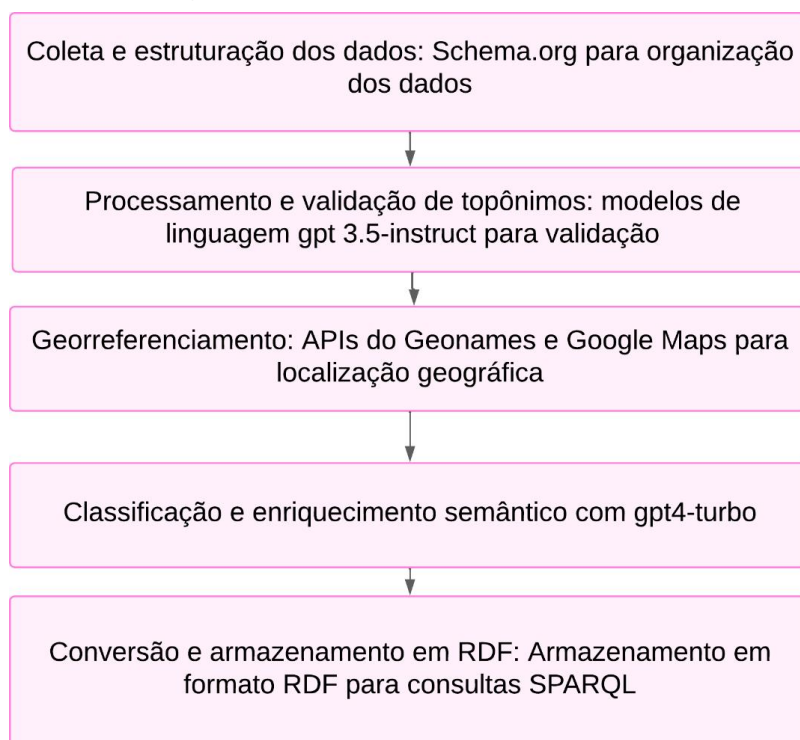 Coleta e estruturação dos dados: Schema.org para organização
dos dados
Processamento e validação de topônimos: modelos de
linguagem gpt 3.5-instruct para validação
Georreferenciamento: APIs do Geonames e Google Maps para
localização geográfica
Classificação e enriquecimento semântico com gpt4-turbo
Conversão e armazenamento em RDF: Armazenamento em
formato RDF para consultas SPARQL